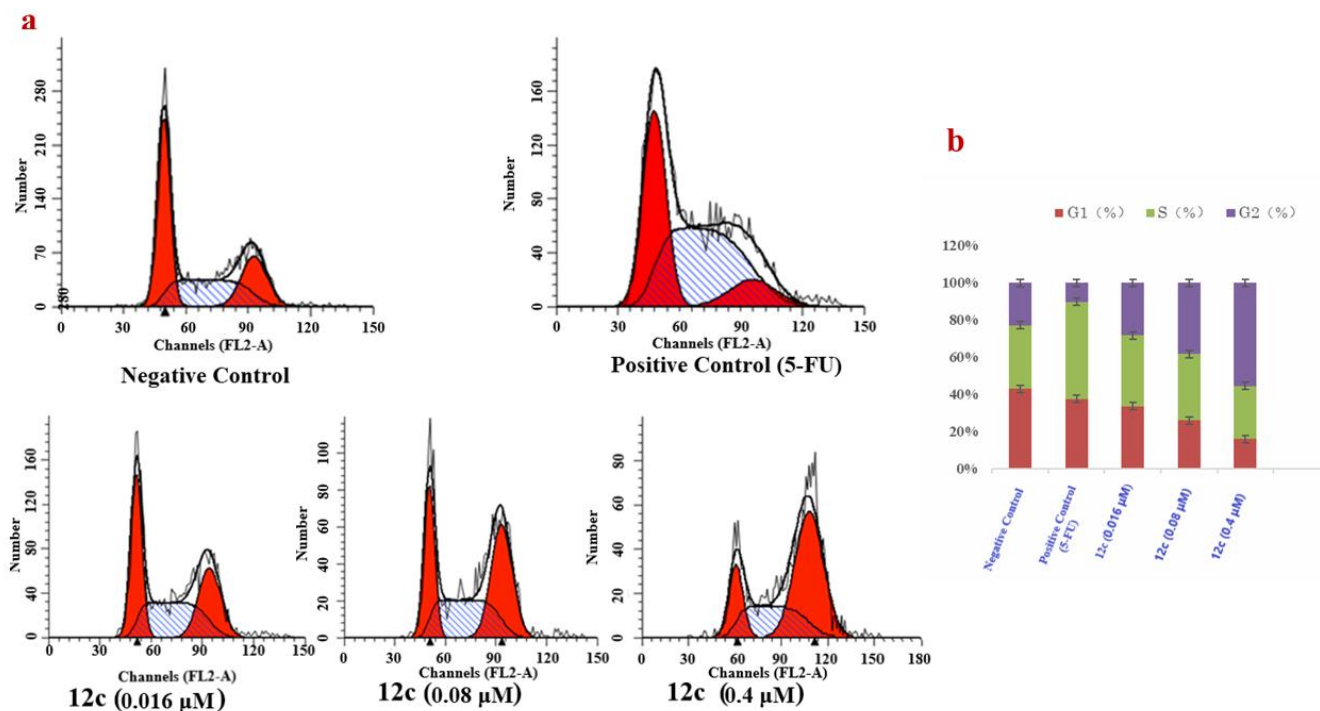 a
Number
280
210
140
70
0
280
0 30 60 90 120 150
Channels (FL2-A)
Negative Control
Number
160
120
80
40
0
0 30 60 90 120 150
Channels (FL2-A)
Positive Control (5-FU)
Number
160
120
80
40
0
0 30 60 90 120 150
Channels (FL2-A)
12c (0.016 μM)
Number
100
80
60
40
20
0
0 30 60 90 120 150
Channels (FL2-A)
12c (0.08 μM)
Number
80
60
40
20
0
0 30 60 90 120 150 180
Channels (FL2-A)
12c (0.4 μM)
b
G1（%） S（%） G2（%）
120%
100%
80%
60%
40%
20%
0%
Negative Control
Positive Control
(5-FU)
12c (0.016 μM)
12c (0.08 μM)
12c (0.4 μM)